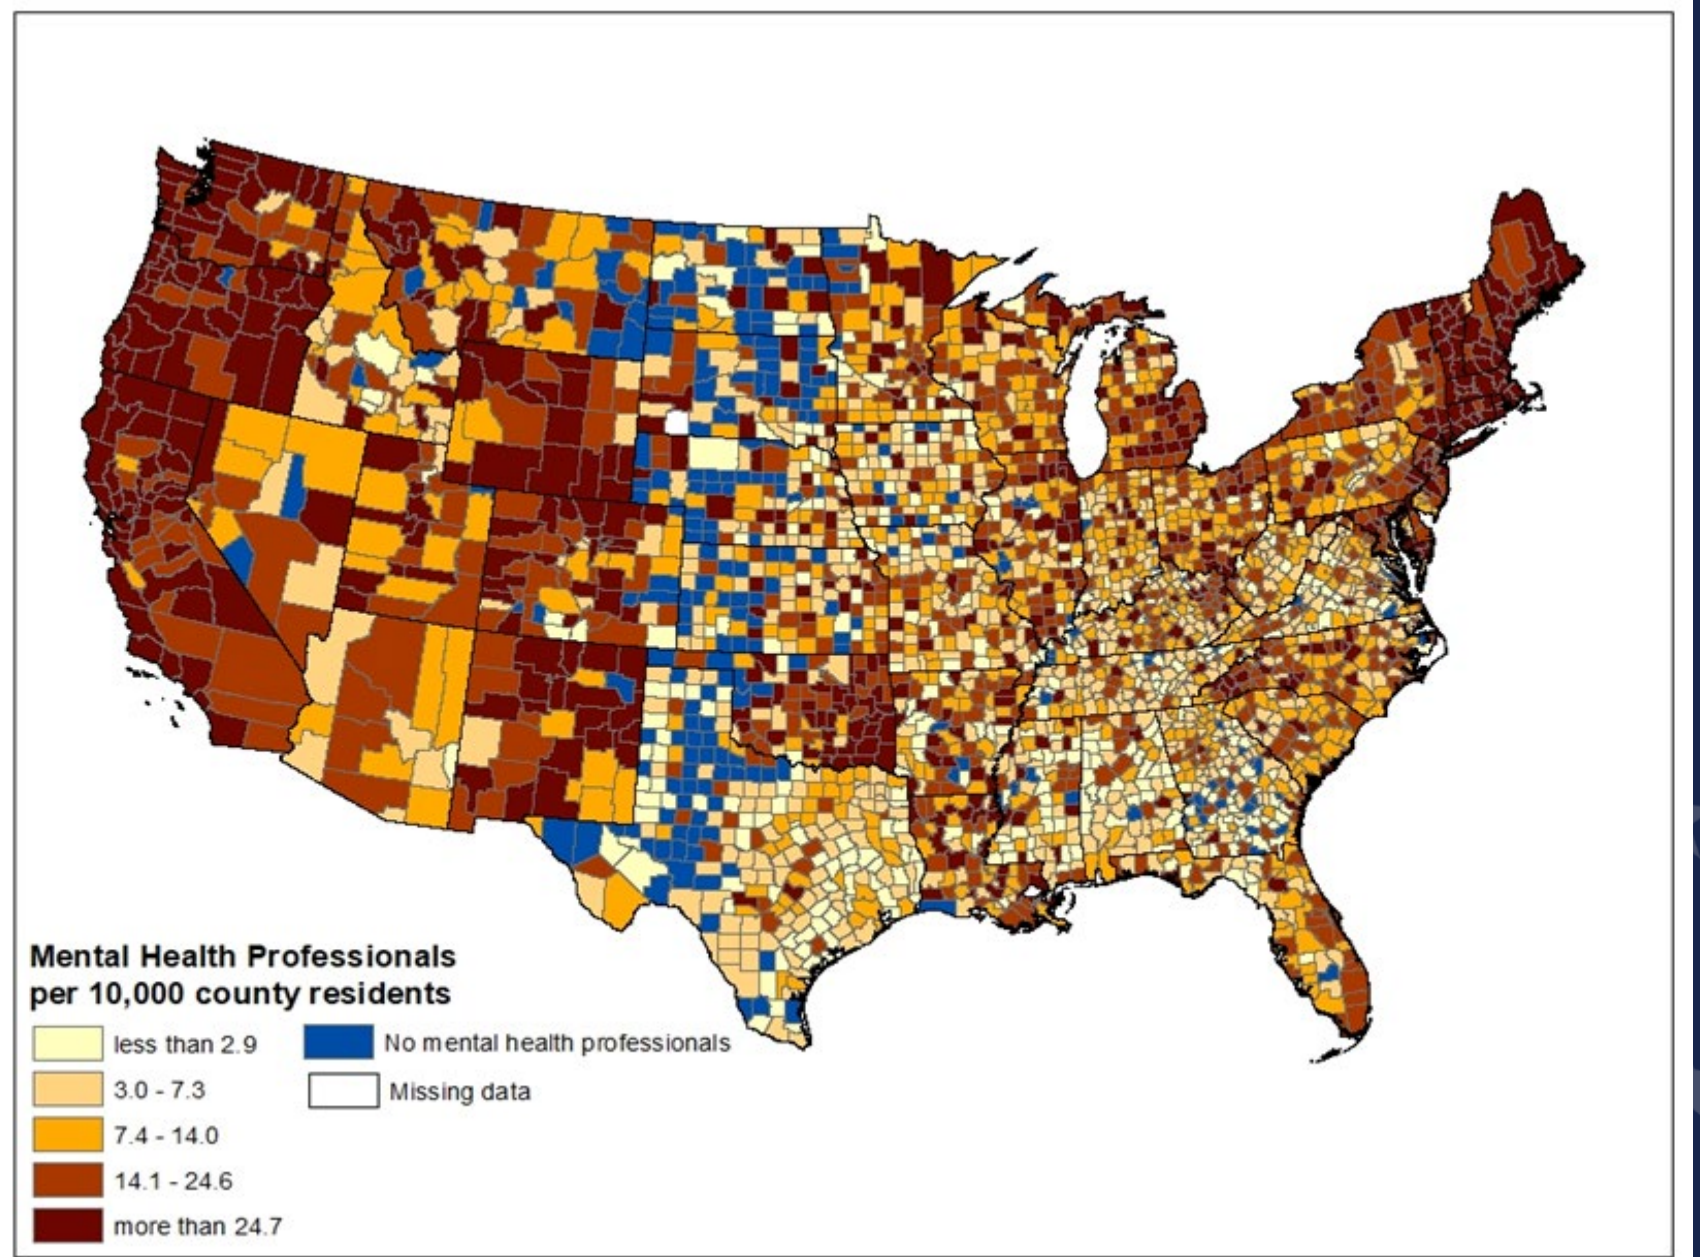 Mental Health Professionals
per 10,000 county residents
less than 2.9
No mental health professionals
3.0 - 7.3
Missing data
7.4 - 14.0
14.1 - 24.6
more than 24.7